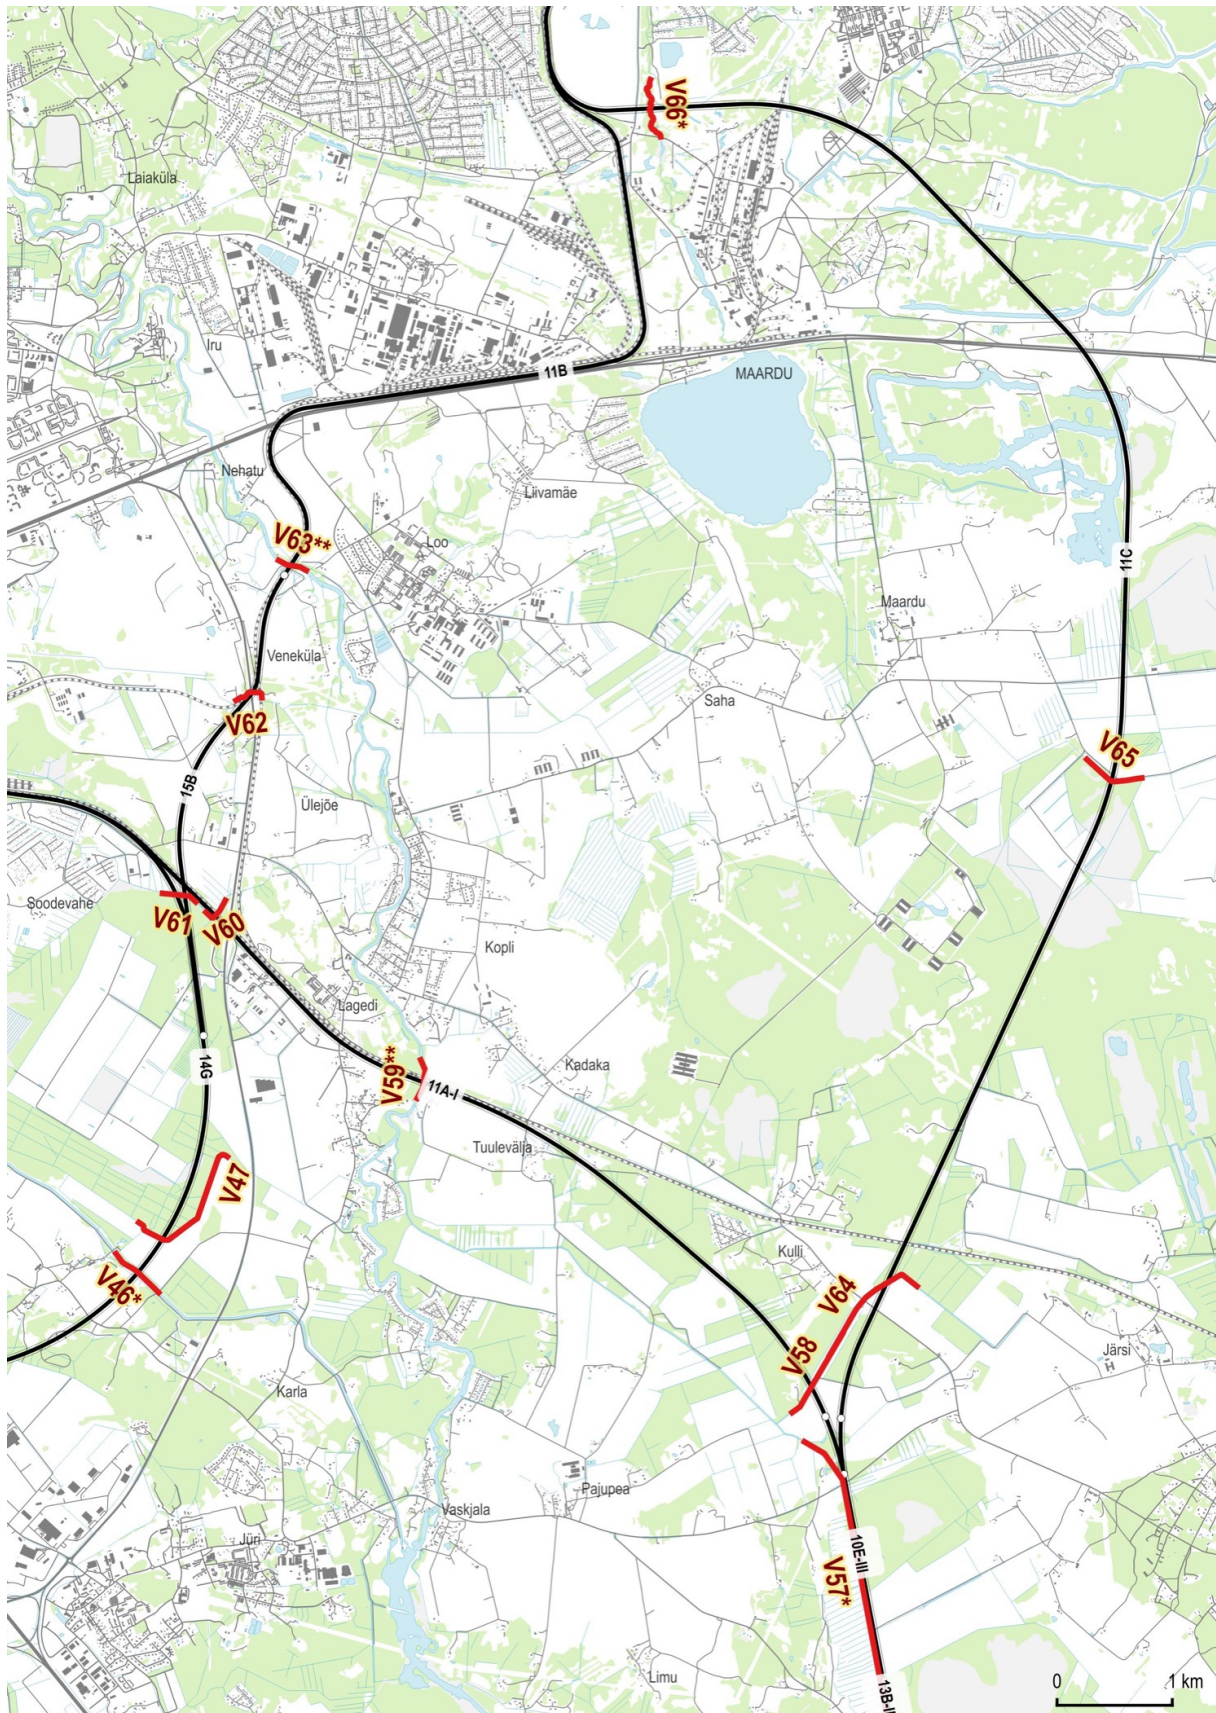 V66*
Laiaküla
Iru
11B
MAARDU
Nehatu
Liivamäe
V63**
Loo
11C
Maardu
Veneküla
Saha
V62
V65
15B
Ülejõe
Soodevahe
V61
V60
Kopli
Lagedi
14G
V59**
11A-I
Kadaka
Tuulevälja
V47
Kulli
V46*
V64
V58
Järsi
Karla
Pajupea
Vaskjala
Jüri
10E-III
V57*
Limu
0
1 km